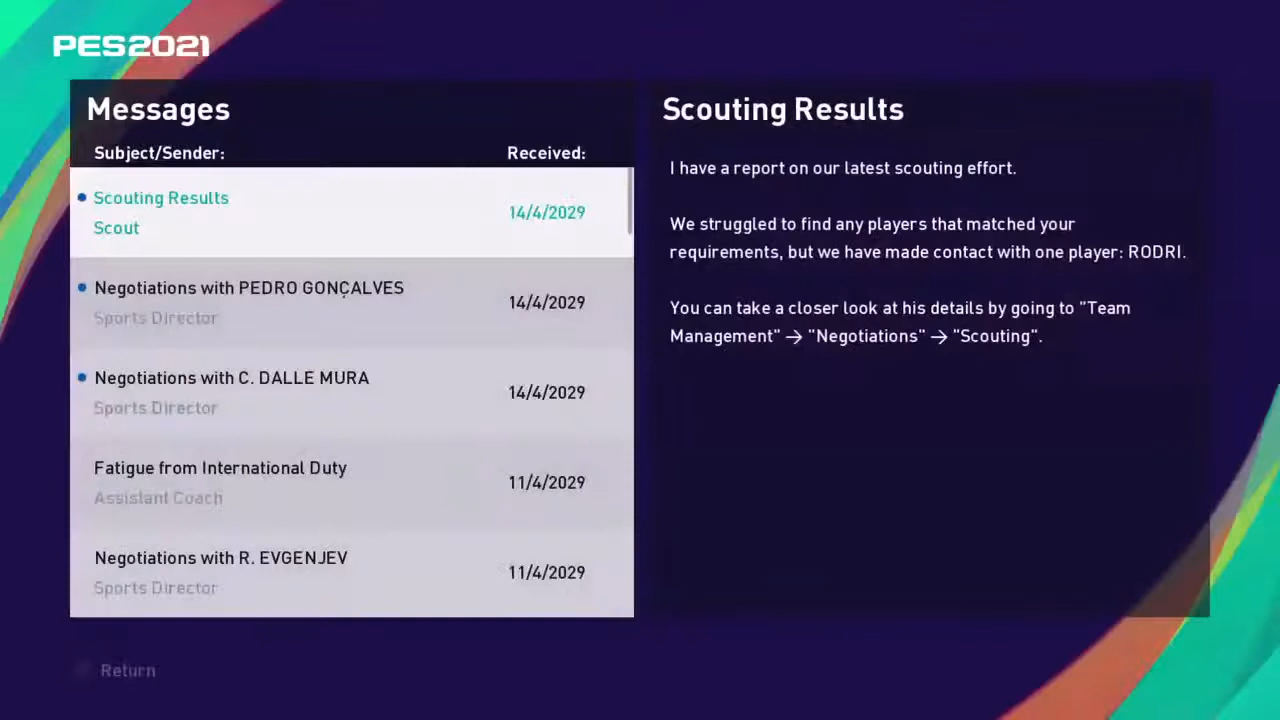 PES2021
Messages
Subject/Sender:
Received:
Scouting Results
Scout
14/4/2029
Negotiations with PEDRO GONÇALVES
Sports Director
14/4/2029
Negotiations with C. DALLE MURA
Sports Director
14/4/2029
Fatigue from International Duty
Assistant Coach
11/4/2029
Negotiations with R. EVGENJEV
Sports Director
11/4/2029
Scouting Results
I have a report on our latest scouting effort.
We struggled to find any players that matched your
requirements, but we have made contact with one player: RODRI.
You can take a closer look at his details by going to "Team
Management" → "Negotiations" → "Scouting".
Return